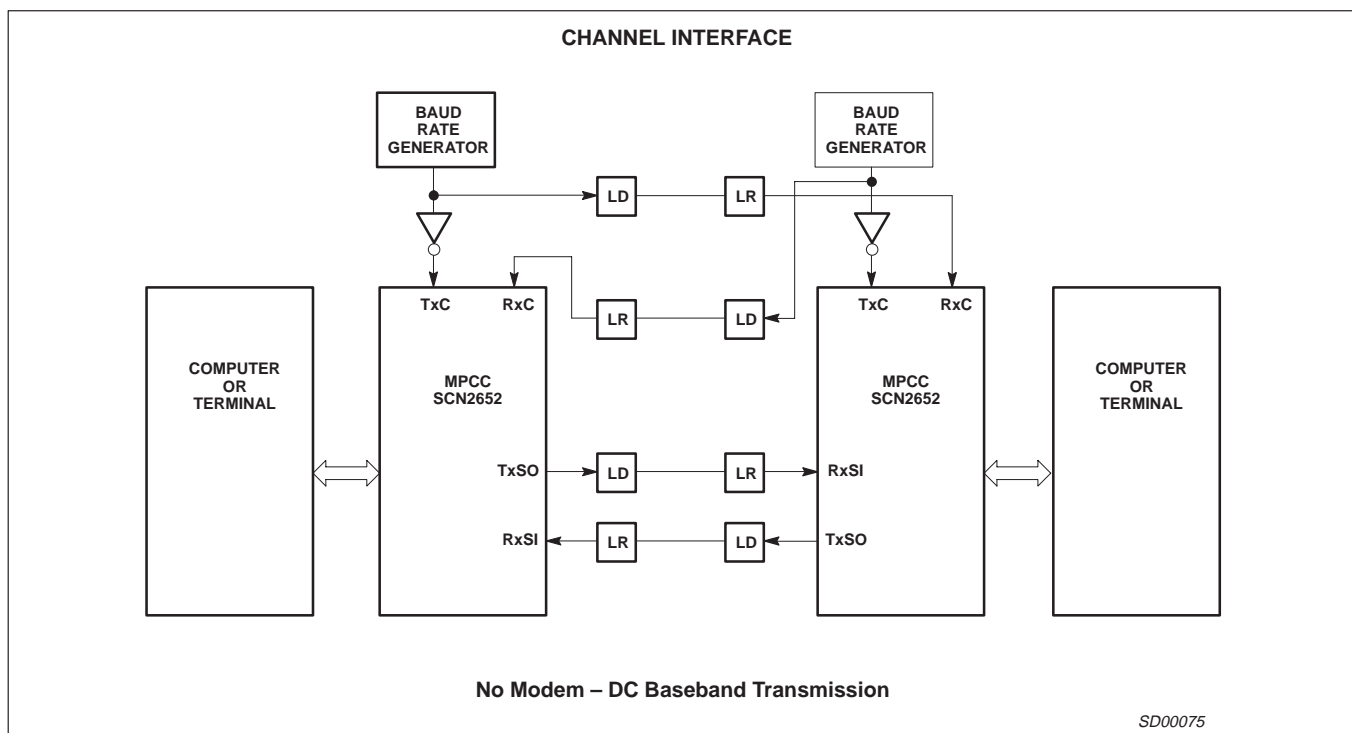 CHANNEL INTERFACE
BAUD
RATE
GENERATOR
BAUD
RATE
GENERATOR
LD
LR
TxC
RxC
LR
LD
TxC
RxC
COMPUTER
OR
TERMINAL
MPCC
SCN2652
MPCC
SCN2652
COMPUTER
OR
TERMINAL
TxSO
LD
LR
RxSI
RxSI
LR
LD
TxSO
No Modem – DC Baseband Transmission
SD00075